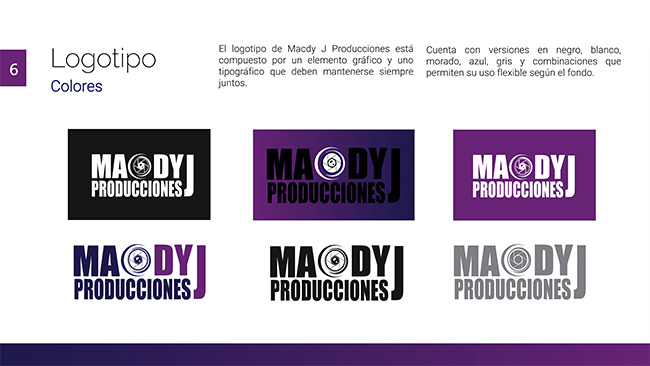 6
Logotipo
Colores
El logotipo de Macdy J Producciones está
compuesto por un elemento gráfico y uno
tipográfico que deben mantenerse siempre
juntos.
Cuenta con versiones en negro, blanco,
morado, azul, gris y combinaciones que
permiten su uso flexible según el fondo.
MACDY J
PRODUCCIONES
MACDY J
PRODUCCIONES
MACDY J
PRODUCCIONES
MACDY J
PRODUCCIONES
MACDY J
PRODUCCIONES
MACDY J
PRODUCCIONES